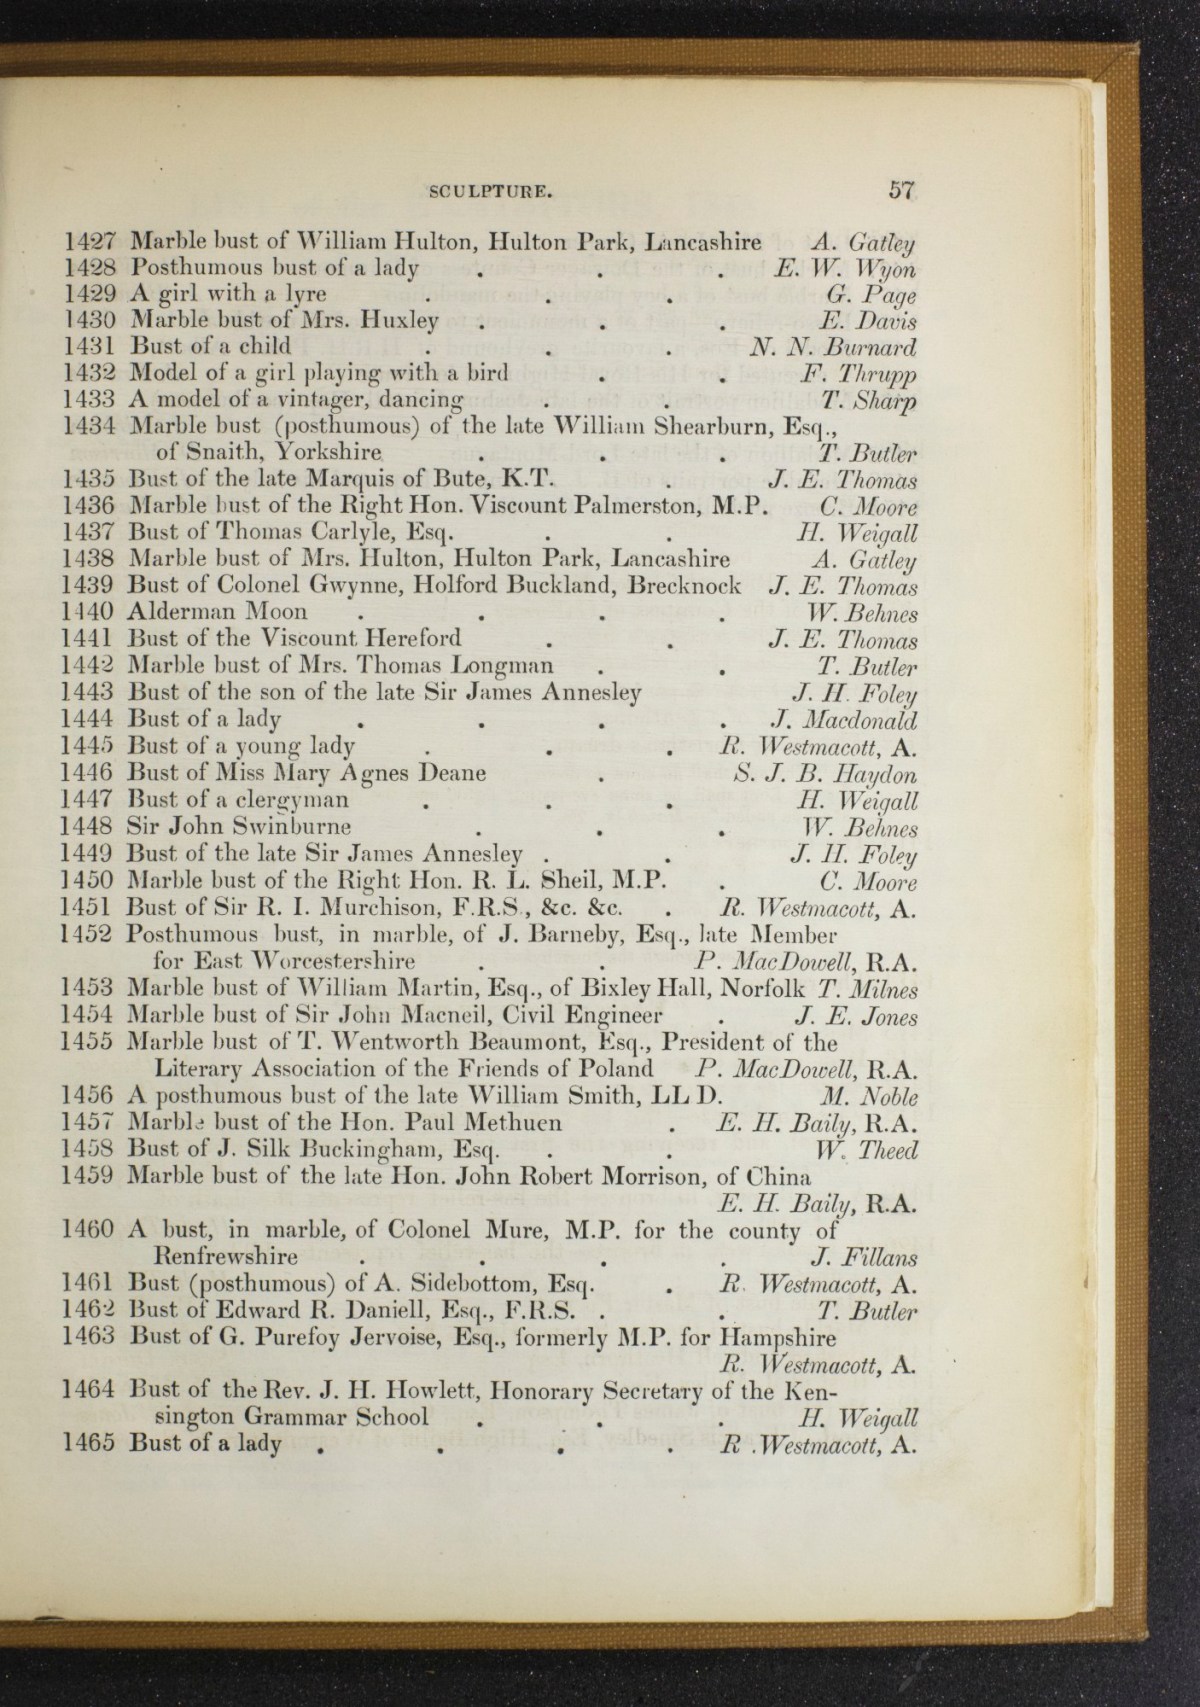 SCULPTURE. 57
1427 Marble bust of William Hulton, Hulton Park, Lancashire A. Gatley
1428 Posthumous bust of a lady . . . E. W. Wyon
1429 A girl with a lyre . . . G. Page
1430 Marble bust of Mrs. Huxley . . . E. Davis
1431 Bust of a child . . . N. N. Burnard
1432 Model of a girl playing with a bird . . F. Thrupp
1433 A model of a vintager, dancing . . T. Sharp
1434 Marble bust (posthumous) of the late William Shearburn, Esq.,
of Snaith, Yorkshire . . . T. Butler
1435 Bust of the late Marquis of Bute, K.T. . J. E. Thomas
1436 Marble bust of the Right Hon. Viscount Palmerston, M.P. C. Moore
1437 Bust of Thomas Carlyle, Esq. . . H. Weigall
1438 Marble bust of Mrs. Hulton, Hulton Park, Lancashire A. Gatley
1439 Bust of Colonel Gwynne, Holford Buckland, Brecknock J. E. Thomas
1440 Alderman Moon . . . . W. Behnes
1441 Bust of the Viscount Hereford . . J. E. Thomas
1442 Marble bust of Mrs. Thomas Longman . . T. Butler
1443 Bust of the son of the late Sir James Annesley J. H. Foley
1444 Bust of a lady . . . . J. Macdonald
1445 Bust of a young lady . . . R. Westmacott, A.
1446 Bust of Miss Mary Agnes Deane . S. J. B. Haydon
1447 Bust of a clergyman . . . H. Weigall
1448 Sir John Swinburne . . . W. Behnes
1449 Bust of the late Sir James Annesley . . J. H. Foley
1450 Marble bust of the Right Hon. R. L. Sheil, M.P. . C. Moore
1451 Bust of Sir R. I. Murchison, F.R.S., &c. &c. . R. Westmacott, A.
1452 Posthumous bust, in marble, of J. Barneby, Esq., late Member
for East Worcestershire . . P. MacDowell, R.A.
1453 Marble bust of William Martin, Esq., of Bixley Hall, Norfolk T. Milnes
1454 Marble bust of Sir John Macneil, Civil Engineer . J. E. Jones
1455 Marble bust of T. Wentworth Beaumont, Esq., President of the
Literary Association of the Friends of Poland P. MacDowell, R.A.
1456 A posthumous bust of the late William Smith, LL D. M. Noble
1457 Marble bust of the Hon. Paul Methuen . E. H. Baily, R.A.
1458 Bust of J. Silk Buckingham, Esq. . . W. Theed
1459 Marble bust of the late Hon. John Robert Morrison, of China
E. H. Baily, R.A.
1460 A bust, in marble, of Colonel Mure, M.P. for the county of
Renfrewshire . . . . J. Fillans
1461 Bust (posthumous) of A. Sidebottom, Esq. . R. Westmacott, A.
1462 Bust of Edward R. Daniell, Esq., F.R.S. . . T. Butler
1463 Bust of G. Purefoy Jervoise, Esq., formerly M.P. for Hampshire
R. Westmacott, A.
1464 Bust of the Rev. J. H. Howlett, Honorary Secretary of the Ken-
sington Grammar School . . . H. Weigall
1465 Bust of a lady . . . . R . Westmacott, A.